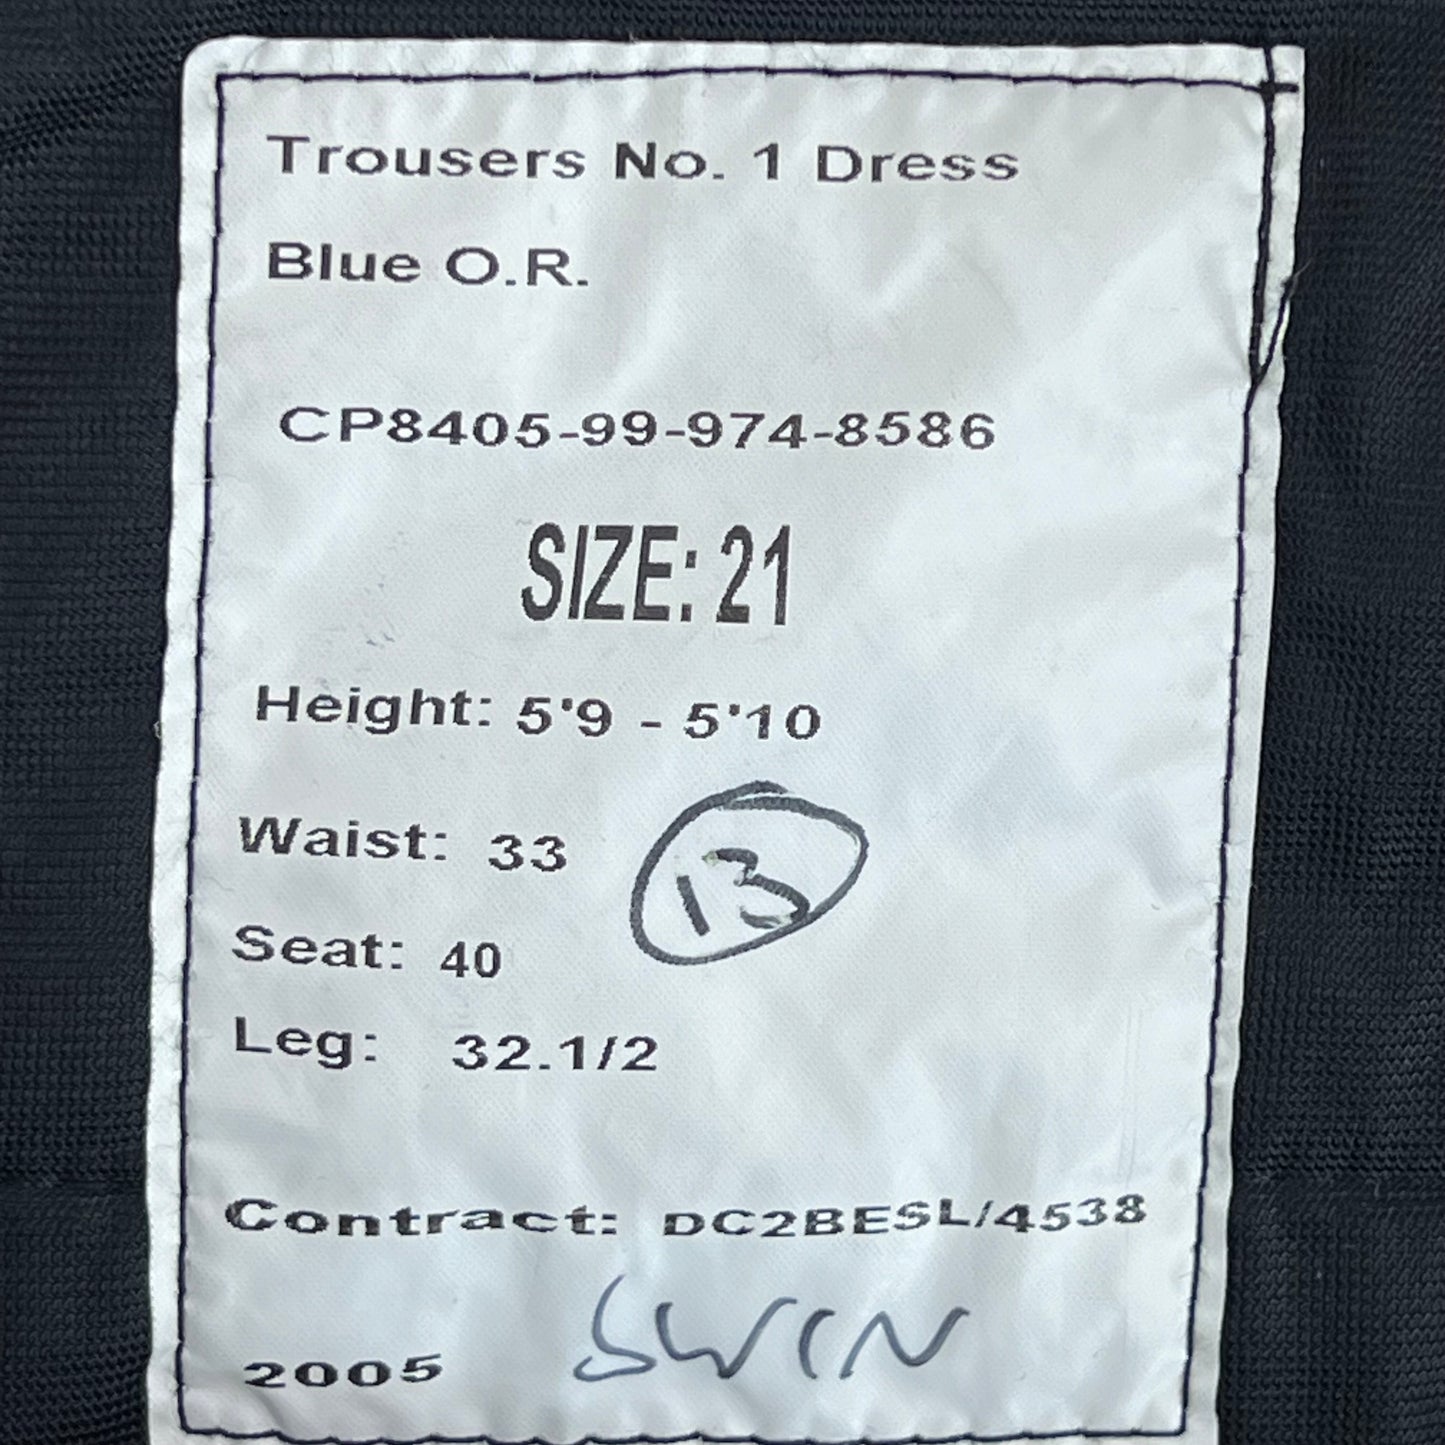 Trousers No. 1 Dress
Blue O.R.
CP8405-99-974-8586
SIZE: 21
Height: 5'9 - 5'10
Waist: 33
13
Seat: 40
Leg: 32.1/2
Contract: DC2BESL/4538
2005 SWIN